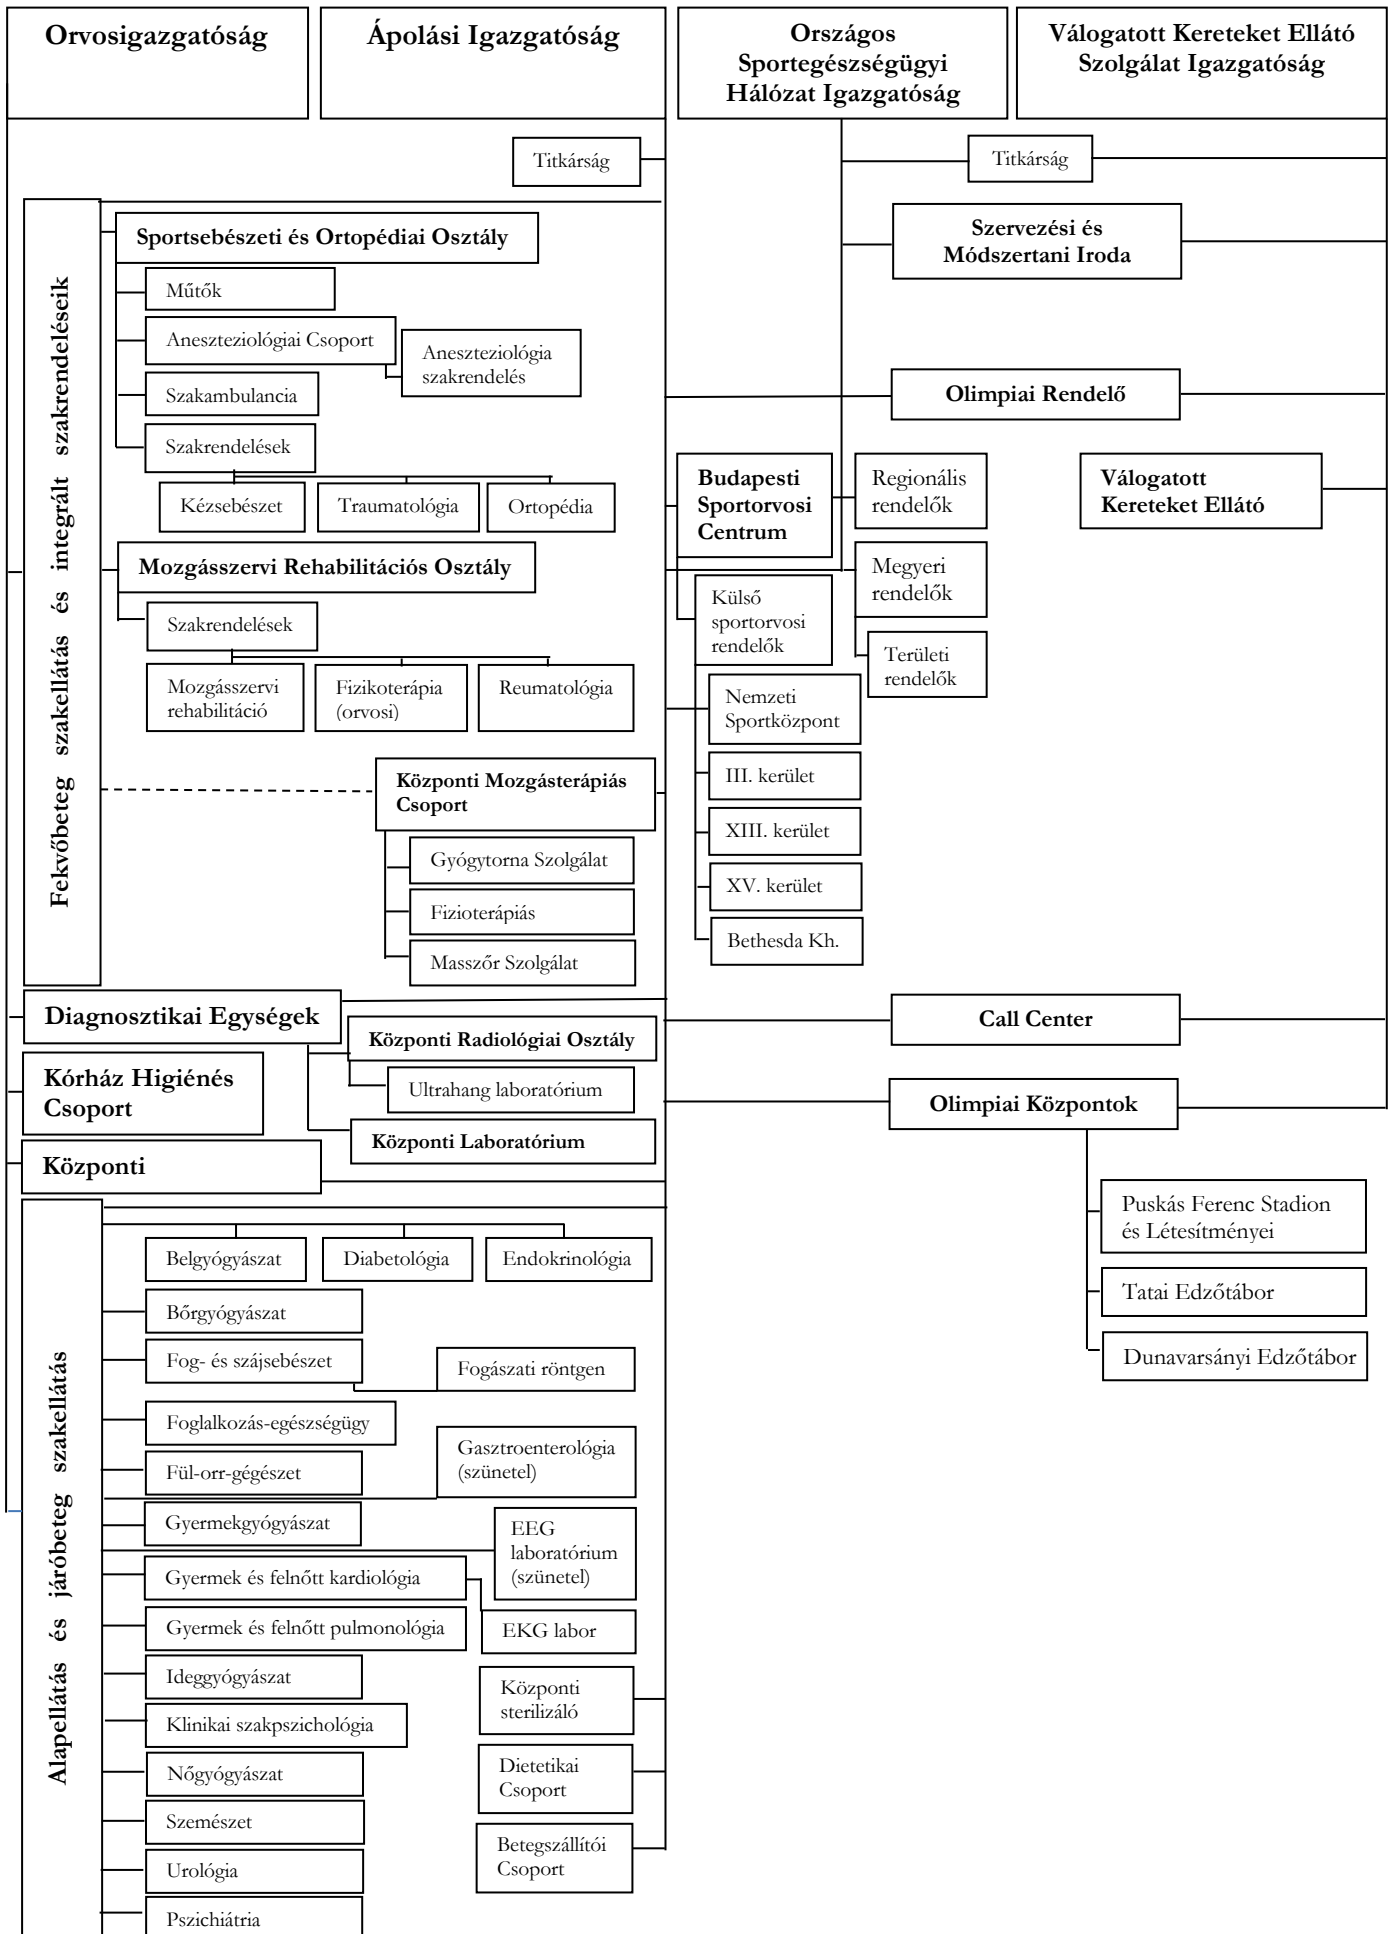 Orvosigazgatóság
Ápolási Igazgatóság
Országos
Sportegészségügyi
Hálózat Igazgatóság
Válogatott Kereteket Ellátó
Szolgálat Igazgatóság
Titkárság
Titkárság
Fekvőbeteg szakellátás és integrált szakrendeléseik
Sportsebészeti és Ortopédiai Osztály
Műtők
Aneszteziológiai Csoport
Aneszteziológia
szakrendelés
Szakambulancia
Szakrendelések
Kézsebészet
Traumatológia
Ortopédia
Mozgásszervi Rehabilitációs Osztály
Szakrendelések
Mozgásszervi
rehabilitáció
Fizikoterápia
(orvosi)
Reumatológia
Központi Mozgásterápiás
Csoport
Gyógytorna Szolgálat
Fizioterápiás
Masszőr Szolgálat
Szervezési és
Módszertani Iroda
Olimpiai Rendelő
Budapesti
Sportorvosi
Centrum
Regionális
rendelők
Válogatott
Kereteket Ellátó
Megyeri
rendelők
Külső
sportorvosi
rendelők
Területi
rendelők
Nemzeti
Sportközpont
III. kerület
XIII. kerület
XV. kerület
Bethesda Kh.
Diagnosztikai Egységek
Központi Radiológiai Osztály
Ultrahang laboratórium
Központi Laboratórium
Call Center
Kórház Higiénés
Csoport
Központi
Olimpiai Központok
Puskás Ferenc Stadion
és Létesítményei
Tatai Edzőtábor
Dunavarsányi Edzőtábor
Alapellátás és járóbeteg szakellátás
Belgyógyászat
Diabetológia
Endokrinológia
Bőrgyógyászat
Fog- és szájsebészet
Fogászati röntgen
Foglalkozás-egészségügy
Gasztroenterológia
(szünetel)
Fül-orr-gégészet
Gyermekgyógyászat
EEG
laboratórium
(szünetel)
Gyermek és felnőtt kardiológia
Gyermek és felnőtt pulmonológia
EKG labor
Ideggyógyászat
Központi
sterilizáló
Klinikai szakpszichológia
Nőgyógyászat
Dietetikai
Csoport
Szemészet
Betegszállítói
Csoport
Urológia
Pszichiátria